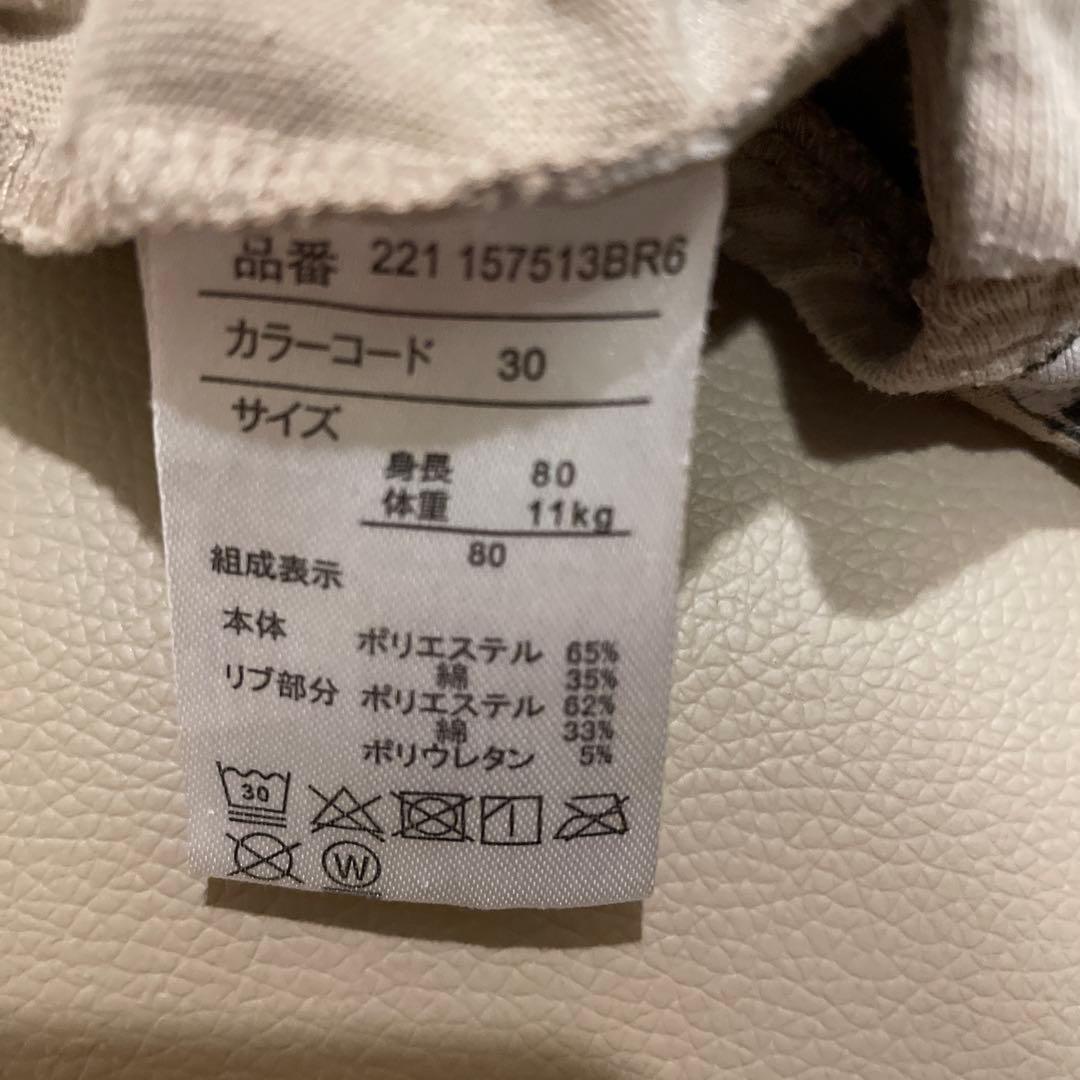 品番 221 157513BR6
カラーコード 30
サイズ
身長 80
体重 11kg
80
組成表示
本体 ポリエステル 65%
綿 35%
リブ部分 ポリエステル 62%
綿 33%
ポリウレタン 5%
30
W